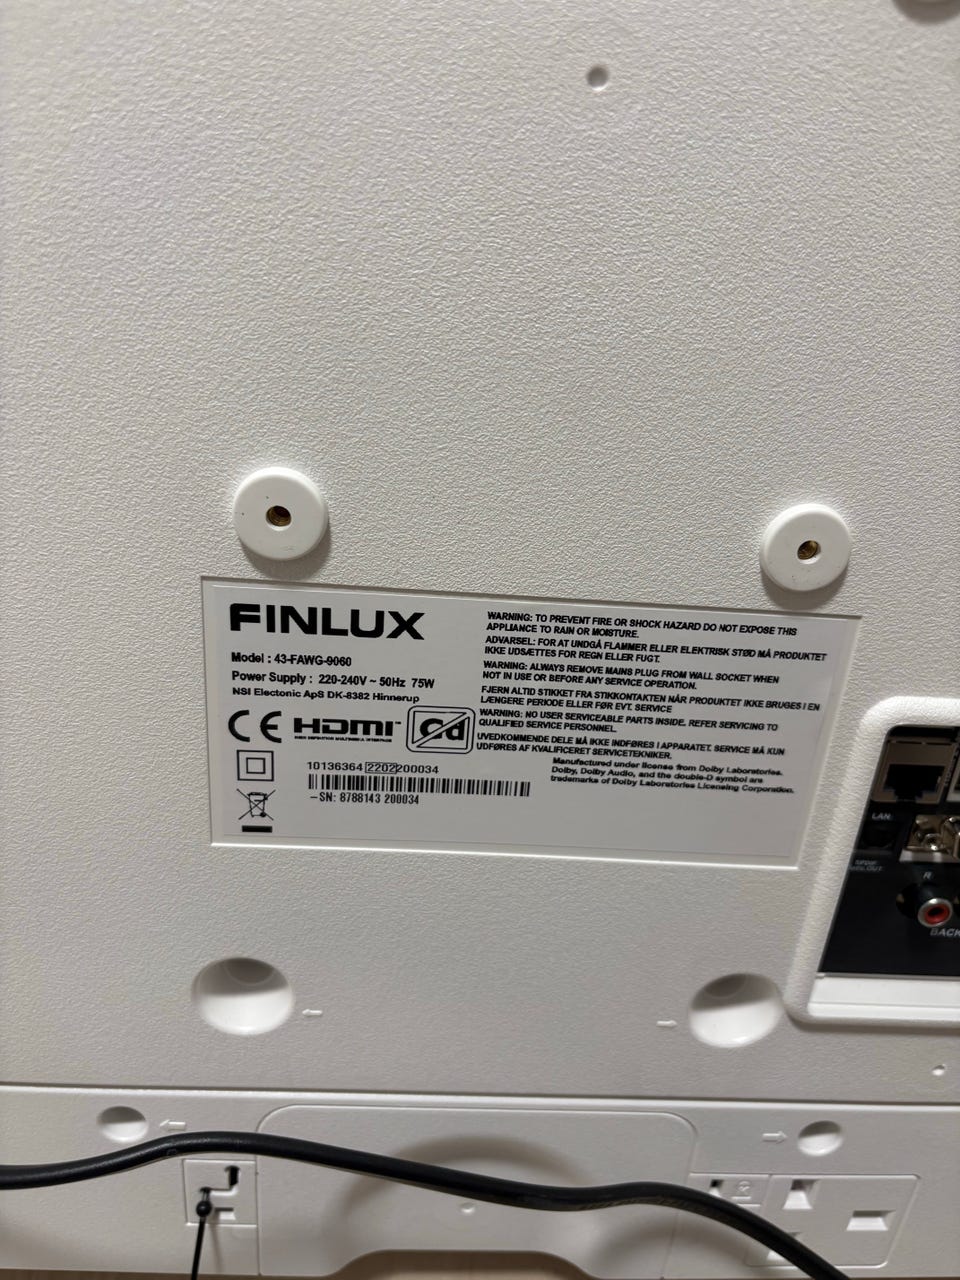 FINLUX
Model : 43-FAWG-9060
Power Supply : 220-240V ~ 50Hz 75W
NSI Electonic ApS DK-8382 Hinnerup
CE HDMI™ Cd
HIGH DEFINITION MULTIMEDIA INTERFACE
10136364 2202 200034
–SN: 8788143 200034
WARNING: TO PREVENT FIRE OR SHOCK HAZARD DO NOT EXPOSE THIS
APPLIANCE TO RAIN OR MOISTURE.
ADVARSEL: FOR AT UNDGÅ FLAMMER ELLER ELEKTRISK STØD MÅ PRODUKTET
IKKE UDSÆTTES FOR REGN ELLER FUGT.
WARNING: ALWAYS REMOVE MAINS PLUG FROM WALL SOCKET WHEN
NOT IN USE OR BEFORE ANY SERVICE OPERATION.
FJERN ALTID STIKKET FRA STIKKONTAKTEN NÅR PRODUKTET IKKE BRUGES I EN
LÆNGERE PERIODE ELLER FØR EVT. SERVICE
WARNING: NO USER SERVICEABLE PARTS INSIDE. REFER SERVICING TO
QUALIFIED SERVICE PERSONNEL.
UVEDKOMMENDE DELE MÅ IKKE INDFØRES I APPARATET. SERVICE MÅ KUN
UDFØRES AF KVALIFICERET SERVICETEKNIKER.
Manufactured under license from Dolby Laboratories.
Dolby, Dolby Audio, and the double-D symbol are
trademarks of Dolby Laboratories Licensing Corporation.
LAN
R
BACK